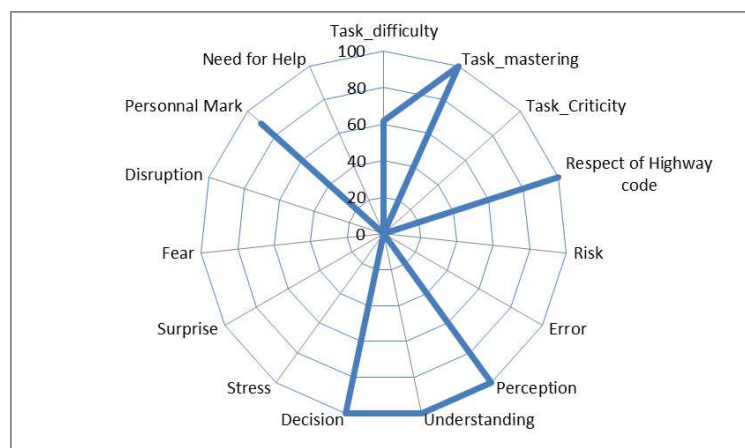 Task_difficulty
100
Need for Help
Task_mastering
80
Personnal Mark
Task_Criticity
60
40
Disruption
Respect of Highway
code
20
0
Fear
Risk
Surprise
Error
Stress
Perception
Decision
Understanding